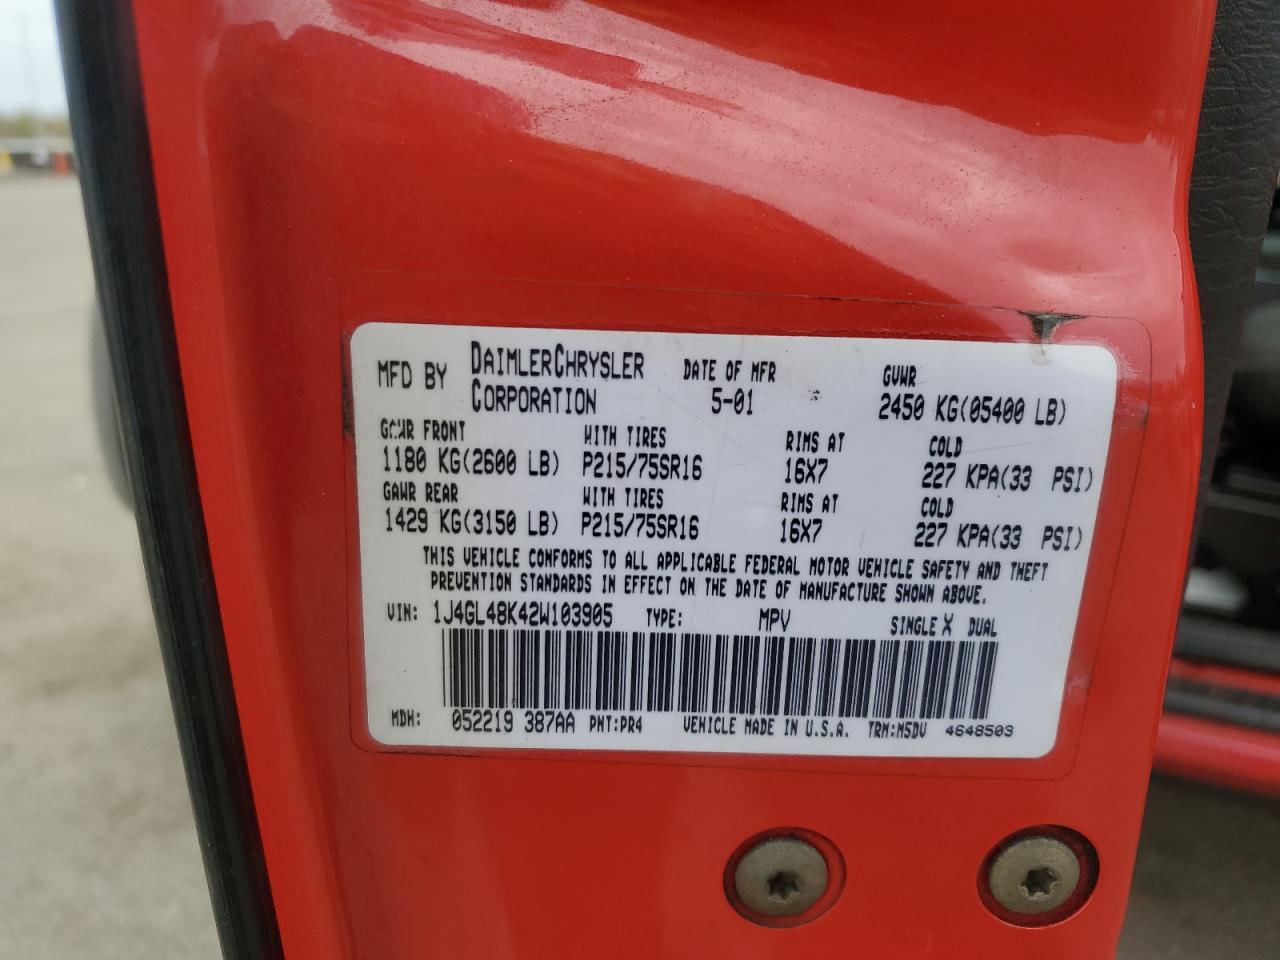 MFD BY DAIMLERCHRYSLER CORPORATION DATE OF MFR 5-01 GVWR 2450 KG(05400 LB)
GAWR FRONT WITH TIRES RIMS AT COLD
1180 KG(2600 LB) P215/75SR16 16X7 227 KPA(33 PSI)
GAWR REAR WITH TIRES RIMS AT COLD
1429 KG(3150 LB) P215/75SR16 16X7 227 KPA(33 PSI)
THIS VEHICLE CONFORMS TO ALL APPLICABLE FEDERAL MOTOR VEHICLE SAFETY AND THEFT
PREVENTION STANDARDS IN EFFECT ON THE DATE OF MANUFACTURE SHOWN ABOVE.
VIN: 1J4GL48K42W103905 TYPE: MPV SINGLE X DUAL
MDH: 052219 387AA PNT:PR4 VEHICLE MADE IN U.S.A. TRM:M5DV 4648503